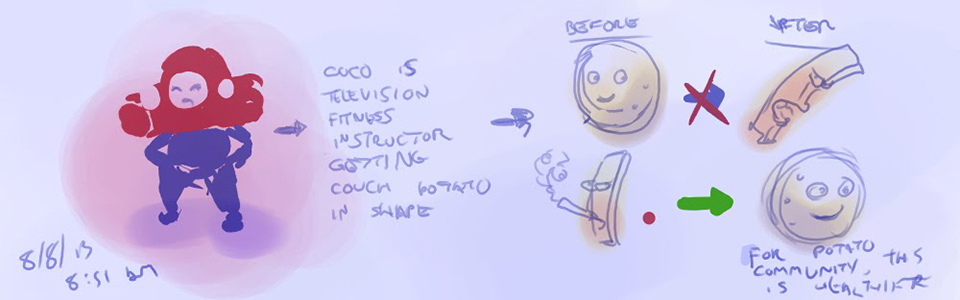 COCO IS
TELEVISION
FITNESS
INSTRUCTOR
GETTING
COUCH POTATO
IN SHAPE
BEFORE
AFTER
FOR POTATO
COMMUNITY, THIS
IS HEALTHIER
8/8/13
8:51 am